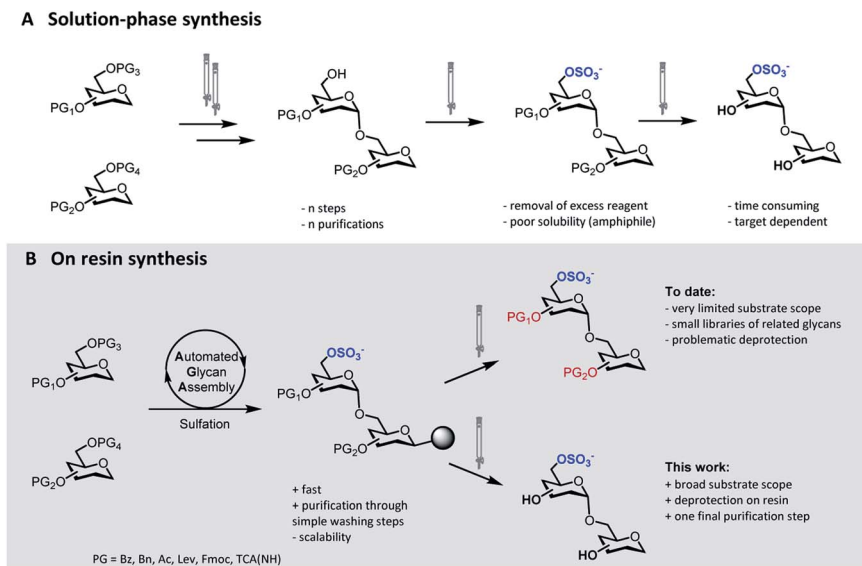 A Solution-phase synthesis
OPG₃
PG₁O
O
OPG₄
PG₂O
O
OH
PG₁O
O
O
PG₂O
O
- n steps
- n purifications
OSO₃⁻
PG₁O
O
O
PG₂O
O
- removal of excess reagent
- poor solubility (amphiphile)
OSO₃⁻
HO
O
O
HO
O
- time consuming
- target dependent
B On resin synthesis
OPG₃
PG₁O
O
OPG₄
PG₂O
O
Automated
Glycan
Assembly
Sulfation
OSO₃⁻
PG₁O
O
O
PG₂O
O
+ fast
+ purification through
simple washing steps
- scalability
OSO₃⁻
PG₁O
O
O
PG₂O
O
To date:
- very limited substrate scope
- small libraries of related glycans
- problematic deprotection
OSO₃⁻
HO
O
O
HO
O
This work:
+ broad substrate scope
+ deprotection on resin
+ one final purification step
PG = Bz, Bn, Ac, Lev, Fmoc, TCA(NH)